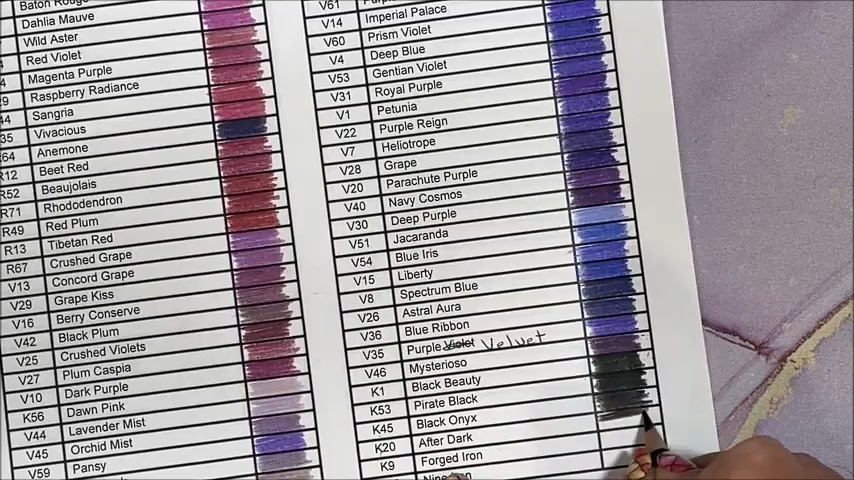 Baton Rouge
Dahlia Mauve
Wild Aster
Red Violet
Magenta Purple
Raspberry Radiance
Sangria
Vivacious
Anemone
R12 Beet Red
R52 Beaujolais
R71 Rhododendron
R49 Red Plum
R13 Tibetan Red
R67 Crushed Grape
V13 Concord Grape
V29 Grape Kiss
V16 Berry Conserve
V42 Black Plum
V25 Crushed Violets
V27 Plum Caspia
V10 Dark Purple
K56 Dawn Pink
V44 Lavender Mist
V45 Orchid Mist
V59 Pansy
V61
V14 Imperial Palace
V60 Prism Violet
V4 Deep Blue
V53 Gentian Violet
V31 Royal Purple
V1 Petunia
V22 Purple Reign
V7 Heliotrope
V28 Grape
V20 Parachute Purple
V40 Navy Cosmos
V30 Deep Purple
V51 Jacaranda
V54 Blue Iris
V15 Liberty
V8 Spectrum Blue
V26 Astral Aura
V36 Blue Ribbon
V35 Purple Violet Velvet
V46 Mysterioso
K1 Black Beauty
K53 Pirate Black
K45 Black Onyx
K20 After Dark
K9 Forged Iron